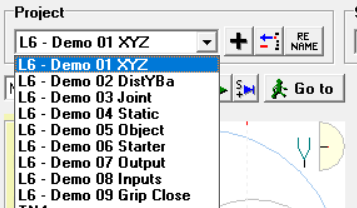 Project
L6 - Demo 01 XYZ
RE
NAME
L6 - Demo 01 XYZ
L6 - Demo 02 DistYBa
L6 - Demo 03 Joint
L6 - Demo 04 Static
L6 - Demo 05 Object
L6 - Demo 06 Starter
L6 - Demo 07 Output
L6 - Demo 08 Inputs
L6 - Demo 09 Grip Close
S
Go to